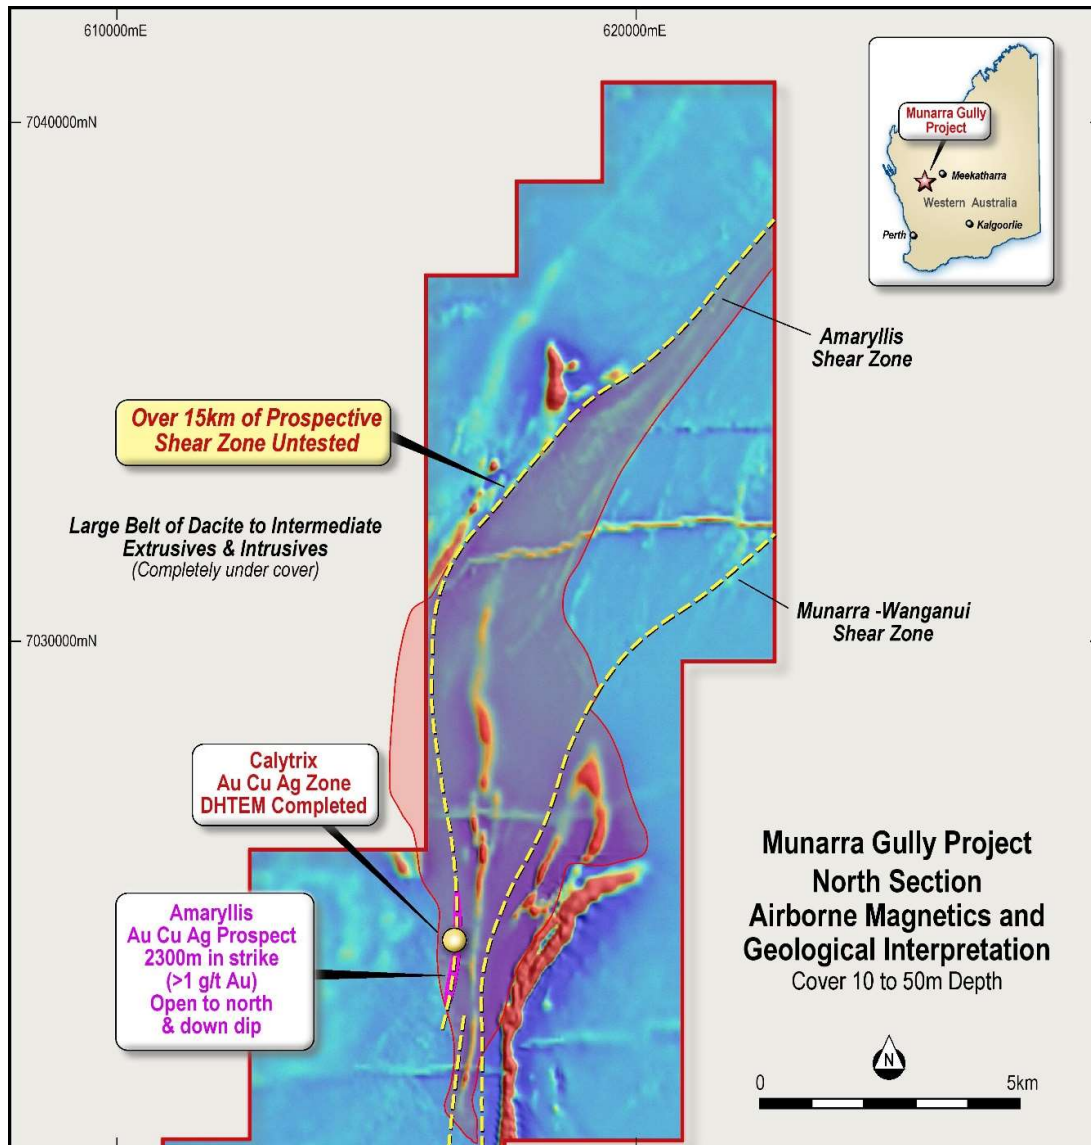 610000mE
620000mE
7040000mN
7030000mN
Munarra Gully
Project
Meekatharra
Western Australia
Kalgoorlie
Perth
Amaryllis
Shear Zone
Over 15km of Prospective
Shear Zone Untested
Large Belt of Dacite to Intermediate
Extrusives & Intrusives
(Completely under cover)
Munarra -Wanganui
Shear Zone
Calytrix
Au Cu Ag Zone
DHTEM Completed
Amaryllis
Au Cu Ag Prospect
2300m in strike
(>1 g/t Au)
Open to north
& down dip
Munarra Gully Project
North Section
Airborne Magnetics and
Geological Interpretation
Cover 10 to 50m Depth
N
0
5km